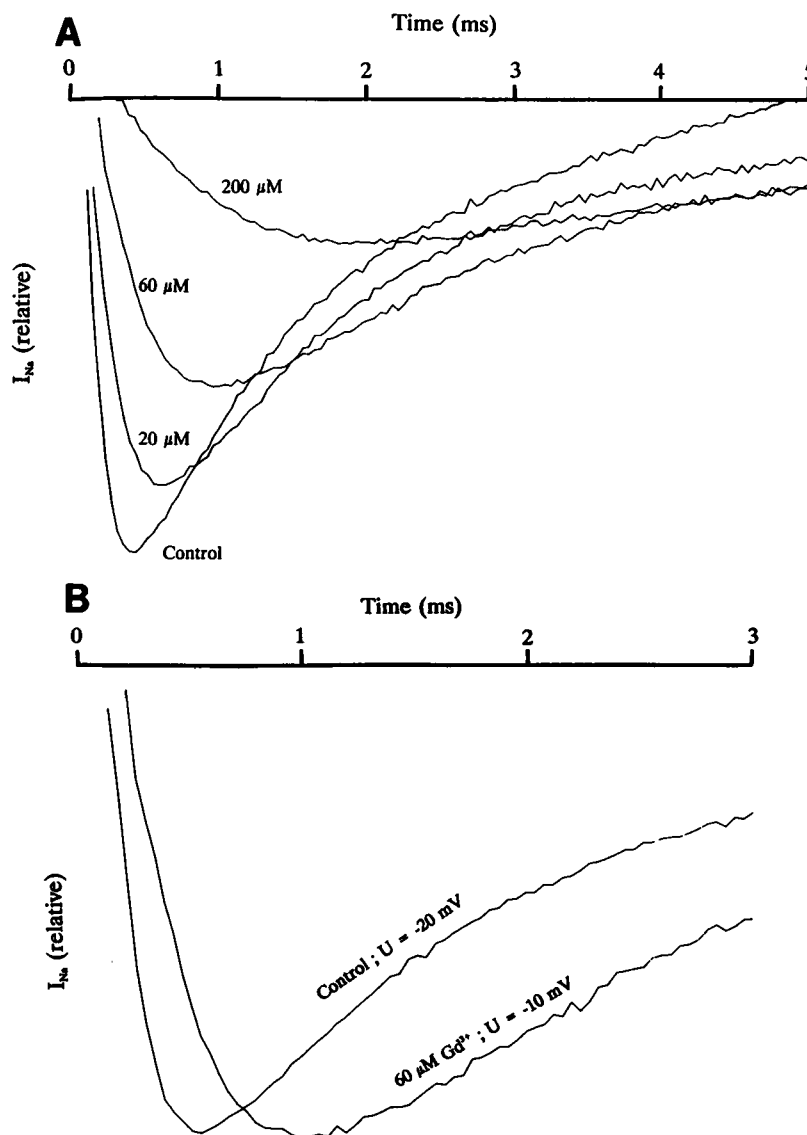 A
Time (ms)
0 1 2 3 4 5
200 µM
60 µM
20 µM
Control
I_Na (relative)
B
Time (ms)
0 1 2 3
Control ; U = -20 mV
60 µM Gd³⁺ ; U = -10 mV
I_Na (relative)